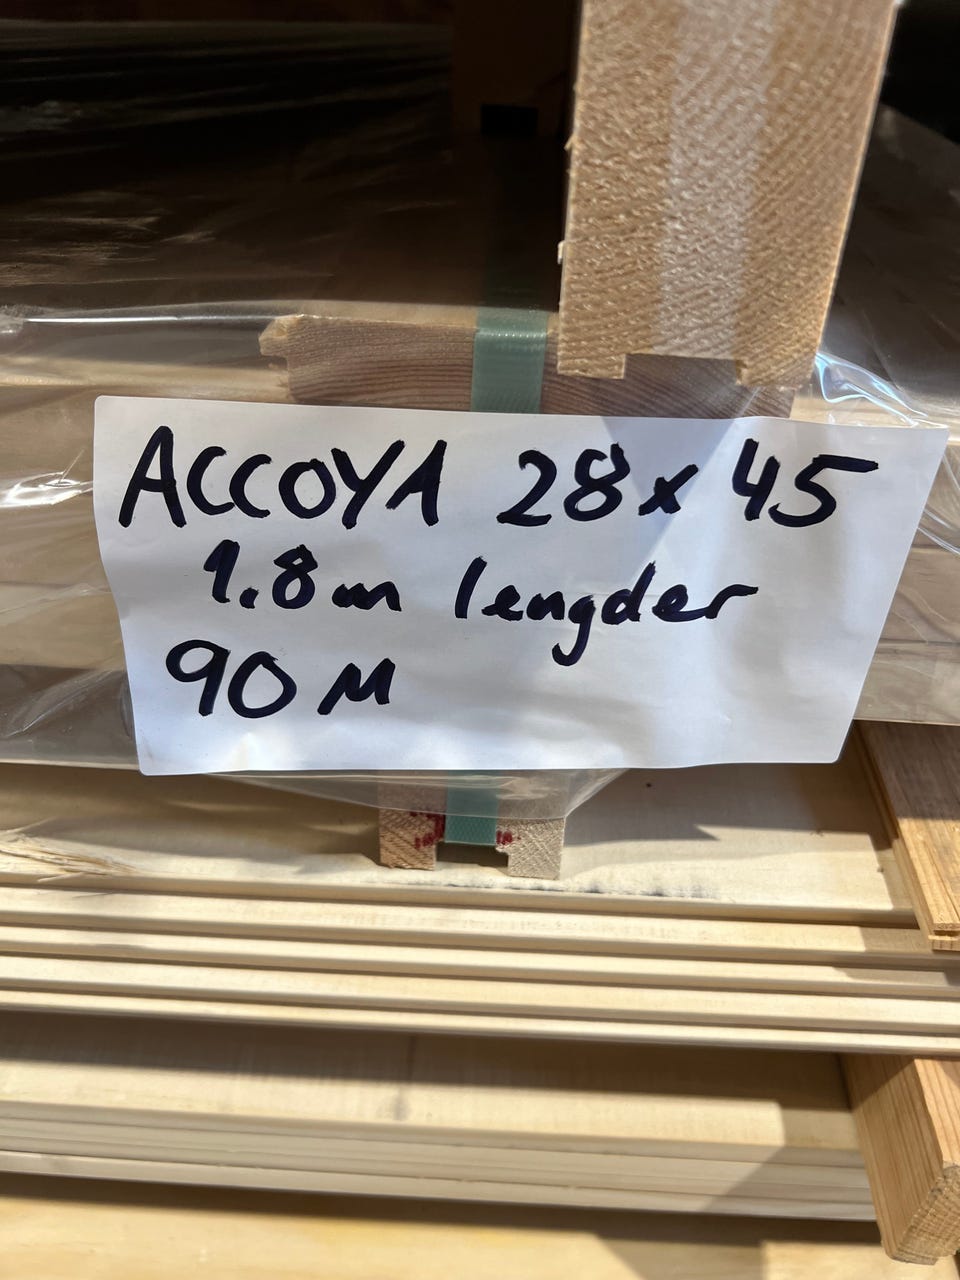 ACCOYA 28x45
1.8m lengder
90 M